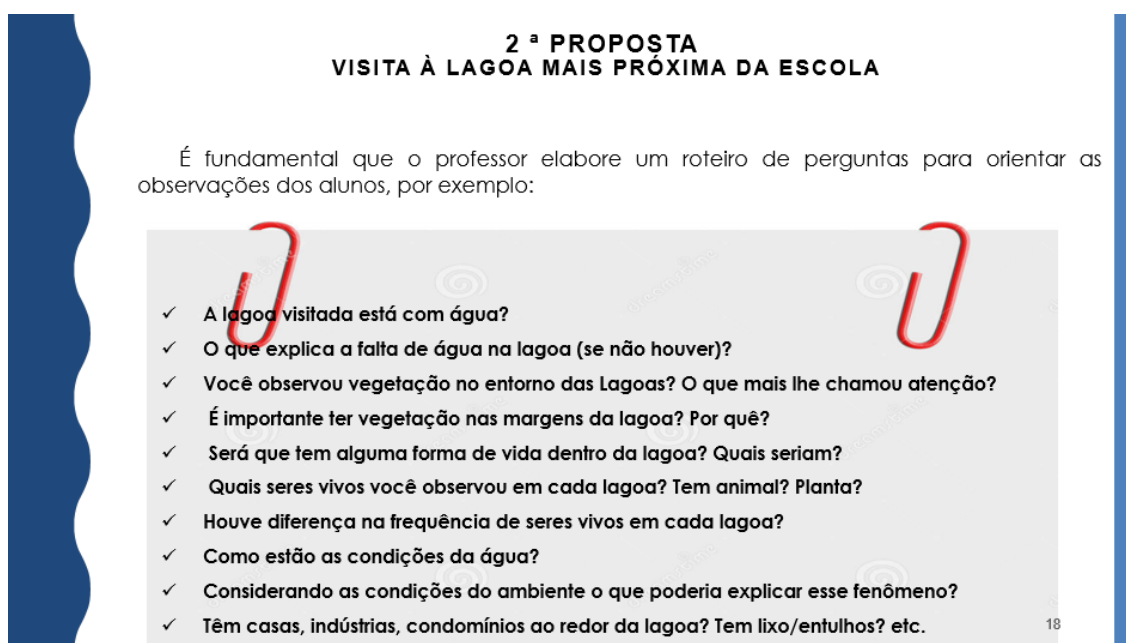 2 ª PROPOSTA
VISITA À LAGOA MAIS PRÓXIMA DA ESCOLA
É fundamental que o professor elabore um roteiro de perguntas para orientar as
observações dos alunos, por exemplo:
✓ A lagoa visitada está com água?
✓ O que explica a falta de água na lagoa (se não houver)?
✓ Você observou vegetação no entorno das Lagoas? O que mais lhe chamou atenção?
✓ É importante ter vegetação nas margens da lagoa? Por quê?
✓ Será que tem alguma forma de vida dentro da lagoa? Quais seriam?
✓ Quais seres vivos você observou em cada lagoa? Tem animal? Planta?
✓ Houve diferença na frequência de seres vivos em cada lagoa?
✓ Como estão as condições da água?
✓ Considerando as condições do ambiente o que poderia explicar esse fenômeno?
✓ Têm casas, indústrias, condomínios ao redor da lagoa? Tem lixo/entulhos? etc.
18